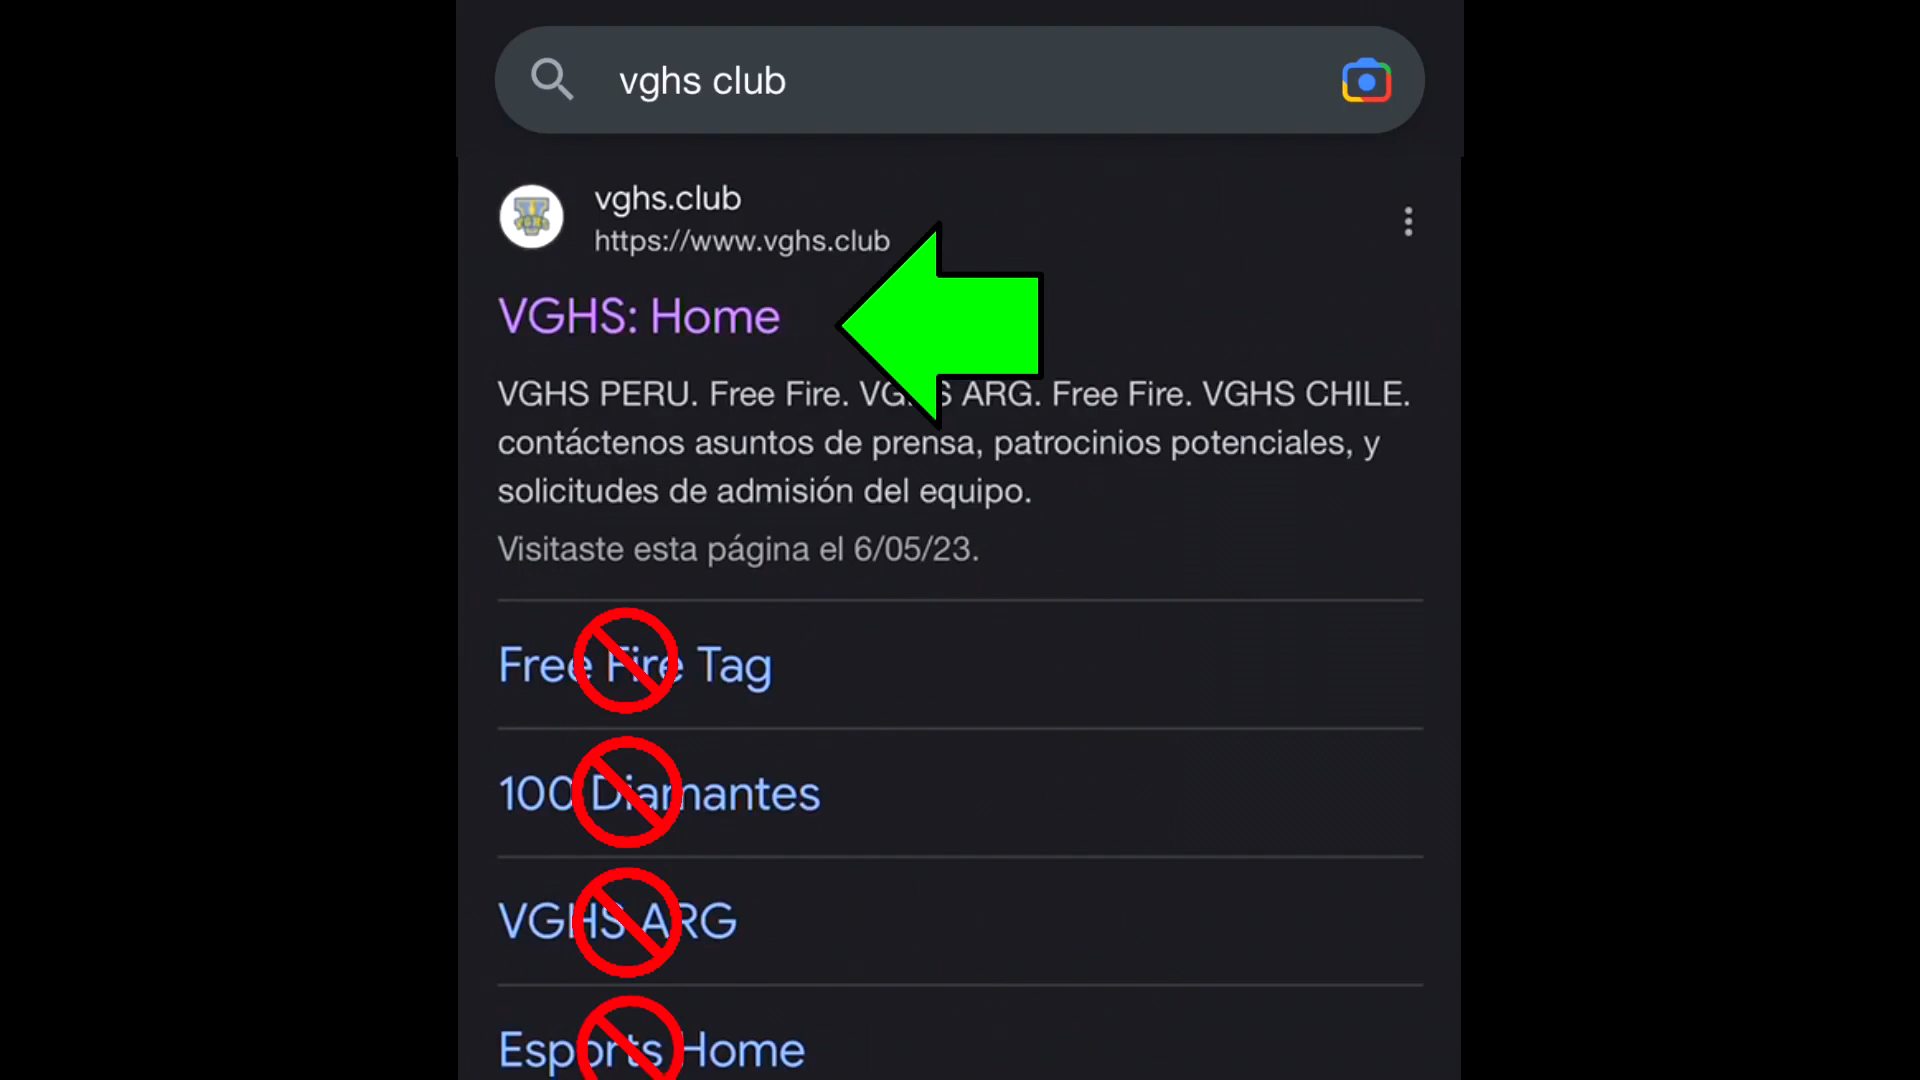 vghs club
vghs.club
https://www.vghs.club
VGHS: Home
VGHS PERU. Free Fire. VGHS ARG. Free Fire. VGHS CHILE.
contáctenos asuntos de prensa, patrocinios potenciales, y
solicitudes de admisión del equipo.
Visitaste esta página el 6/05/23.
Free Fire Tag
100 Diamantes
VGHS ARG
Esports Home